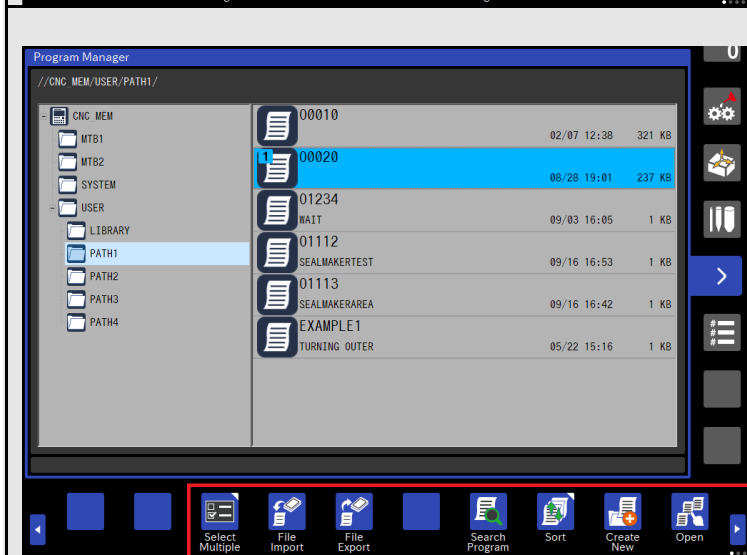 Program Manager
0
//CNC_MEM/USER/PATH1/
CNC MEM
MTB1
MTB2
SYSTEM
USER
LIBRARY
PATH1
PATH2
PATH3
PATH4
O0010
02/07 12:38 321 KB
1
O0020
08/28 19:01 237 KB
O1234
WAIT 09/03 16:05 1 KB
O1112
SEALMAKERTEST 09/16 16:53 1 KB
O1113
SEALMAKERAREA 09/16 16:42 1 KB
EXAMPLE1
TURNING OUTER 05/22 15:16 1 KB
Select Multiple
File Import
File Export
Search Program
Sort
Create New
Open